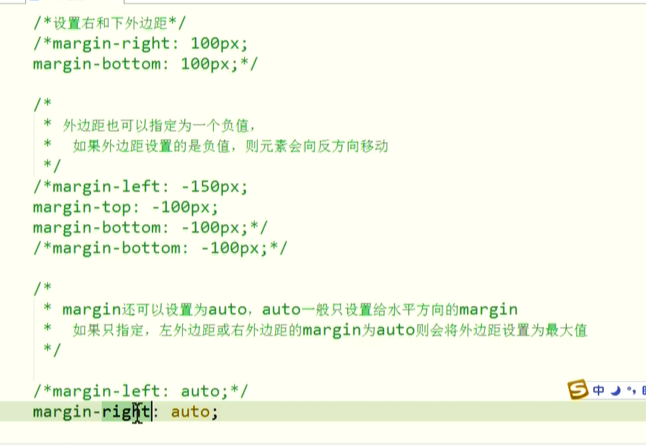 /*设置右和下外边距*/
/*margin-right: 100px;
margin-bottom: 100px;*/
/*
* 外边距也可以指定为一个负值，
* 如果外边距设置的是负值，则元素会向反方向移动
*/
/*margin-left: -150px;
margin-top: -100px;
margin-bottom: -100px;*/
/*margin-bottom: -100px;*/
/*
* margin还可以设置为auto，auto一般只设置给水平方向的margin
* 如果只指定，左外边距或右外边距的margin为auto则会将外边距设置为最大值
*/
/*margin-left: auto;*/
margin-right: auto;
中